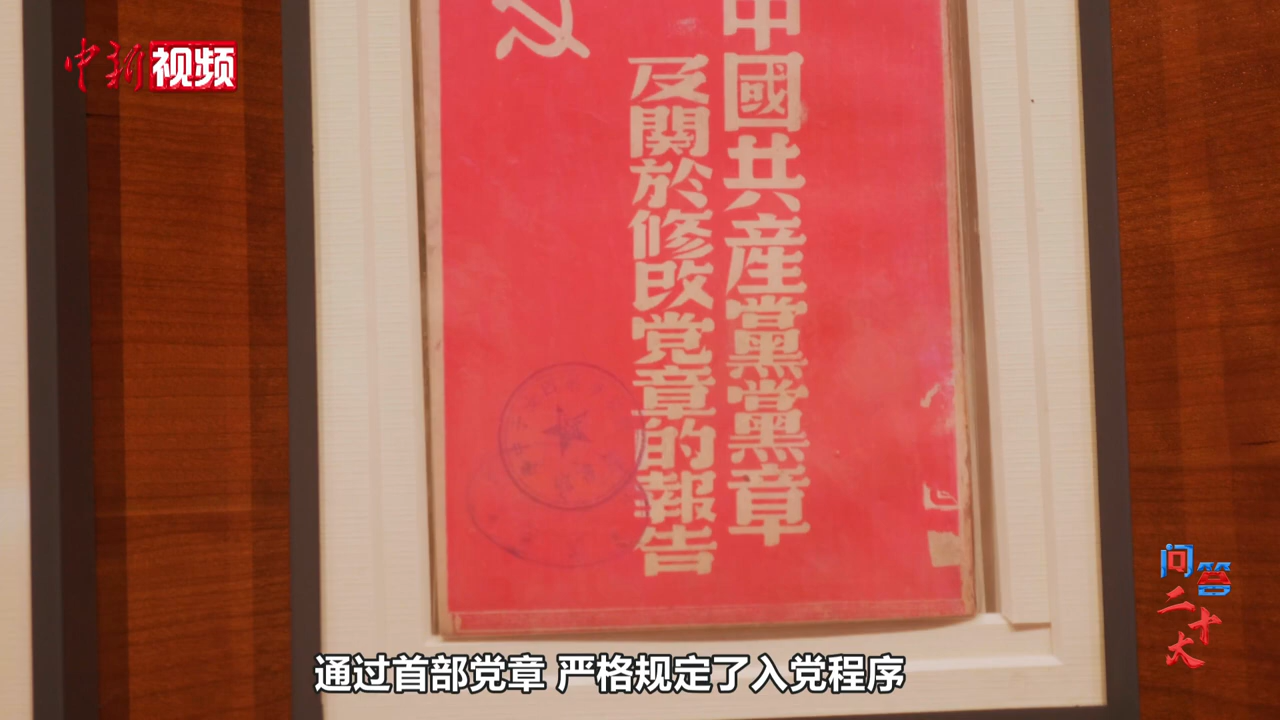 中新视频
中國共產黨黨章
及關於修改党章的報告
问答
二十大
通过首部党章 严格规定了入党程序